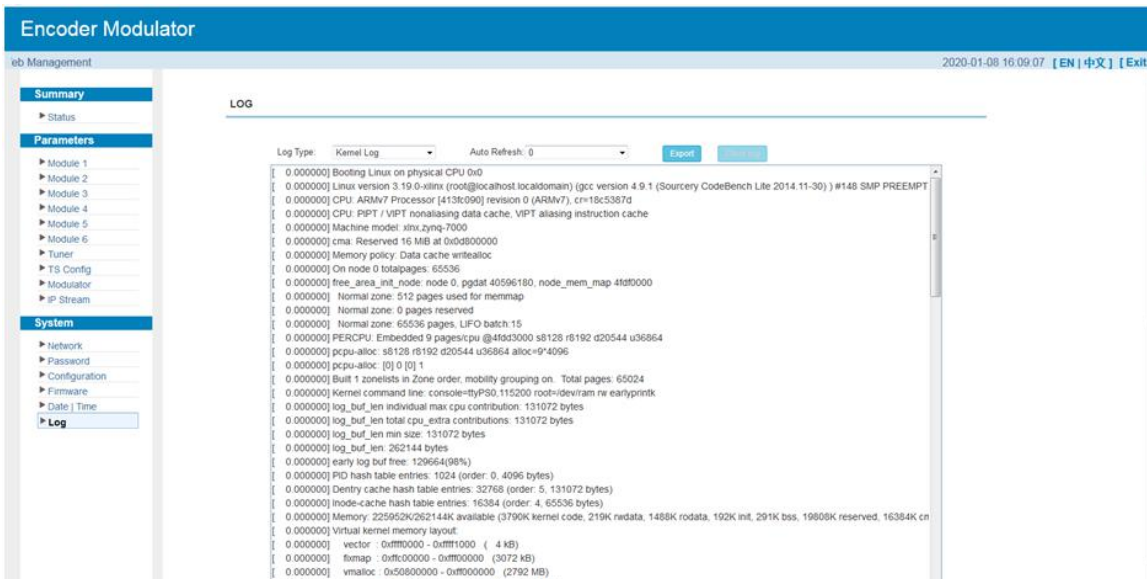 Encoder Modulator
eb Management
2020-01-08 16:09:07 [ EN | 中文 ] [ Exit
Summary
Status
Parameters
Module 1
Module 2
Module 3
Module 4
Module 5
Module 6
Tuner
TS Config
Modulator
IP Stream
System
Network
Password
Configuration
Firmware
Date | Time
Log
LOG
Log Type: Kernel Log Auto Refresh: 0 Export
[ 0.000000] Booting Linux on physical CPU 0x0
[ 0.000000] Linux version 3.19.0-xilinx (root@localhost.localdomain) (gcc version 4.9.1 (Sourcery CodeBench Lite 2014.11-30) ) #148 SMP PREEMPT
[ 0.000000] CPU: ARMv7 Processor [413fc090] revision 0 (ARMv7), cr=18c5387d
[ 0.000000] CPU: PIPT / VIPT nonaliasing data cache, VIPT aliasing instruction cache
[ 0.000000] Machine model: xlnx,zynq-7000
[ 0.000000] cma: Reserved 16 MiB at 0x0d800000
[ 0.000000] Memory policy: Data cache writealloc
[ 0.000000] On node 0 totalpages: 65536
[ 0.000000] free_area_init_node: node 0, pgdat 40596180, node_mem_map 4fdf0000
[ 0.000000] Normal zone: 512 pages used for memmap
[ 0.000000] Normal zone: 0 pages reserved
[ 0.000000] Normal zone: 65536 pages, LIFO batch:15
[ 0.000000] PERCPU: Embedded 9 pages/cpu @4fdd3000 s8128 r8192 d20544 u36864
[ 0.000000] pcpu-alloc: s8128 r8192 d20544 u36864 alloc=9*4096
[ 0.000000] pcpu-alloc: [0] 0 [0] 1
[ 0.000000] Built 1 zonelists in Zone order, mobility grouping on. Total pages: 65024
[ 0.000000] Kernel command line: console=ttyPS0,115200 root=/dev/ram rw earlyprintk
[ 0.000000] log_buf_len individual max cpu contribution: 131072 bytes
[ 0.000000] log_buf_len total cpu_extra contributions: 131072 bytes
[ 0.000000] log_buf_len min size: 131072 bytes
[ 0.000000] log_buf_len: 262144 bytes
[ 0.000000] early log buf free: 129664(98%)
[ 0.000000] PID hash table entries: 1024 (order: 0, 4096 bytes)
[ 0.000000] Dentry cache hash table entries: 32768 (order: 5, 131072 bytes)
[ 0.000000] Inode-cache hash table entries: 16384 (order: 4, 65536 bytes)
[ 0.000000] Memory: 225952K/262144K available (3790K kernel code, 219K rwdata, 1488K rodata, 192K init, 291K bss, 19808K reserved, 16384K cm
[ 0.000000] Virtual kernel memory layout:
[ 0.000000] vector : 0xffff0000 - 0xffff1000 ( 4 kB)
[ 0.000000] fixmap : 0xffc00000 - 0xfff00000 (3072 kB)
[ 0.000000] vmalloc : 0x50800000 - 0xff000000 (2792 MB)